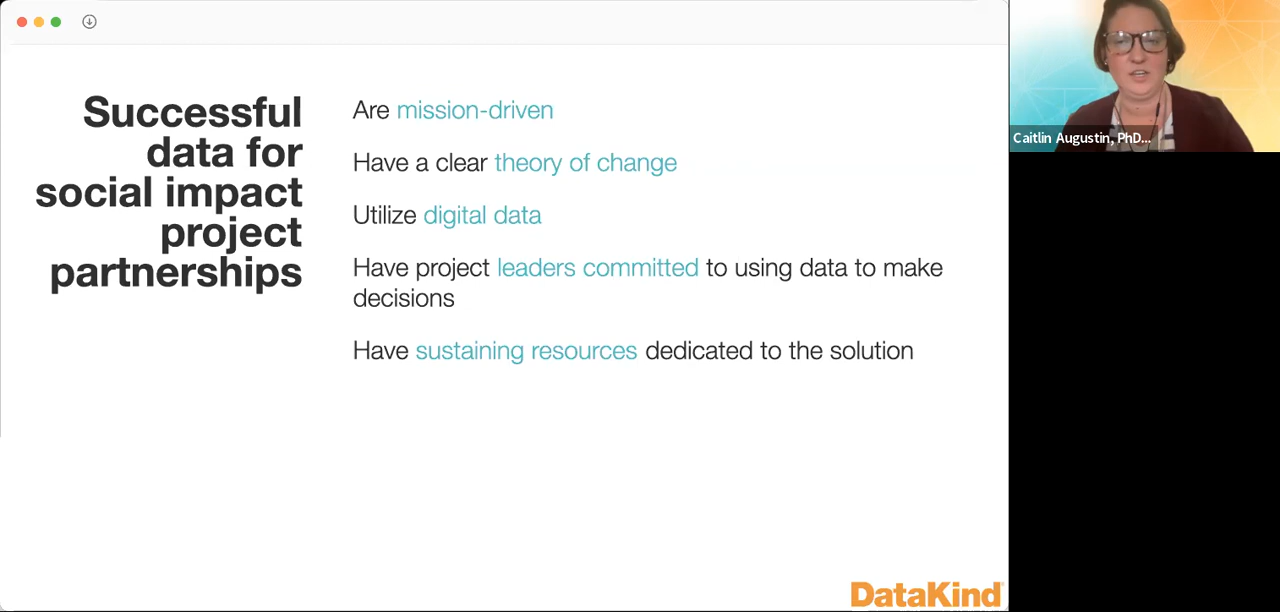 Successful
data for
social impact
project
partnerships
Are mission-driven
Have a clear theory of change
Utilize digital data
Have project leaders committed to using data to make
decisions
Have sustaining resources dedicated to the solution
DataKind
Caitlin Augustin, PhD...